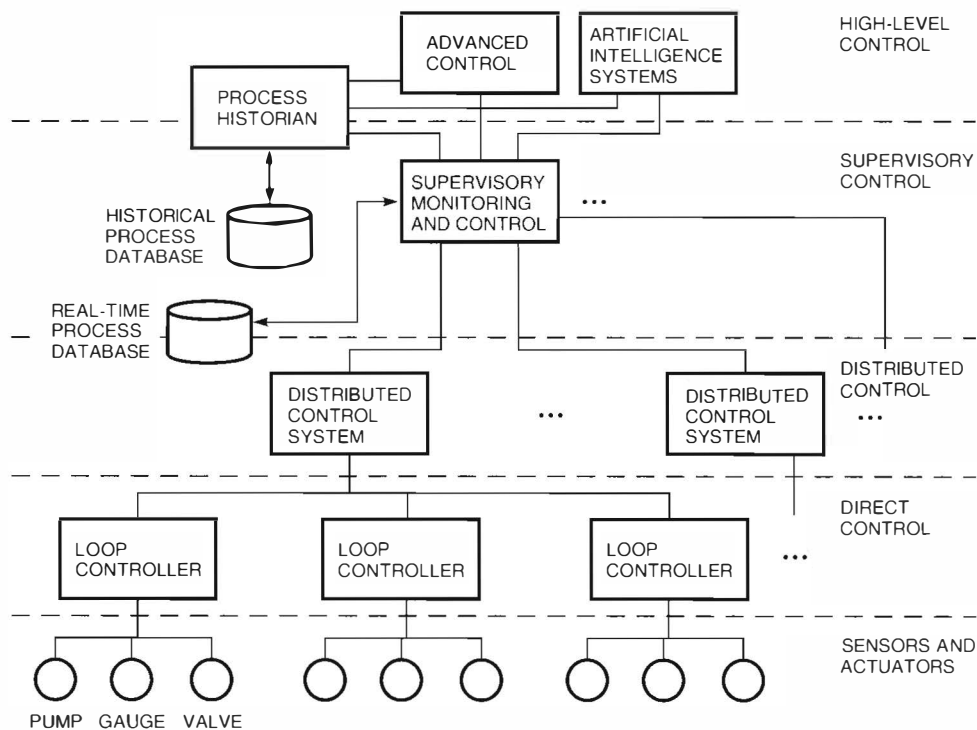 HIGH-LEVEL
CONTROL
ADVANCED
CONTROL
ARTIFICIAL
INTELLIGENCE
SYSTEMS
PROCESS
HISTORIAN
SUPERVISORY
CONTROL
SUPERVISORY
MONITORING
AND CONTROL
...
HISTORICAL
PROCESS
DATABASE
REAL-TIME
PROCESS
DATABASE
DISTRIBUTED
CONTROL
DISTRIBUTED
CONTROL
SYSTEM
...
DISTRIBUTED
CONTROL
SYSTEM
...
DIRECT
CONTROL
LOOP
CONTROLLER
LOOP
CONTROLLER
LOOP
CONTROLLER
...
SENSORS AND
ACTUATORS
PUMP GAUGE VALVE